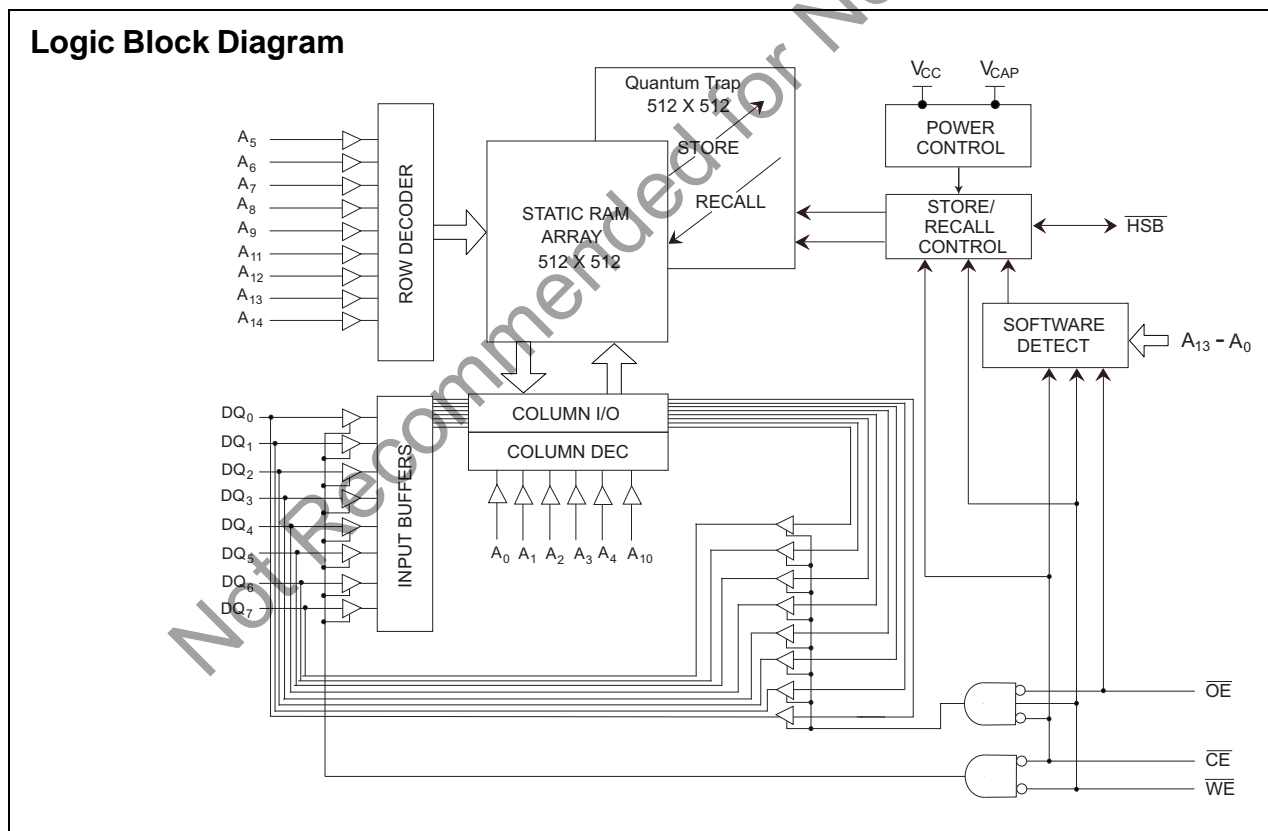 Logic Block Diagram
Not Recommended for N
Quantum Trap
512 X 512
STORE
RECALL
STATIC RAM
ARRAY
512 X 512
ROW DECODER
A5
A6
A7
A8
A9
A11
A12
A13
A14
VCC
VCAP
POWER
CONTROL
STORE/
RECALL
CONTROL
HSB
SOFTWARE
DETECT
A13 - A0
DQ0
DQ1
DQ2
DQ3
DQ4
DQ5
DQ6
DQ7
INPUT BUFFERS
COLUMN I/O
COLUMN DEC
A0 A1 A2 A3 A4 A10
OE
CE
WE